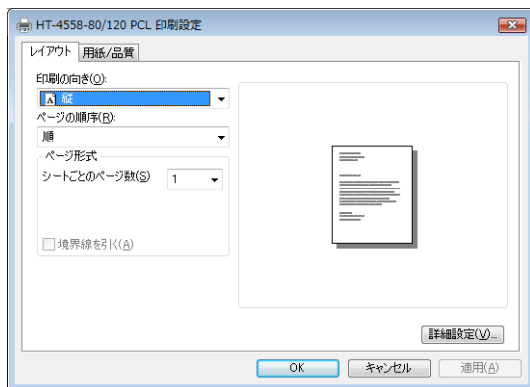 HT-4558-80/120 PCL 印刷設定
レイアウト 用紙/品質
印刷の向き(O):
A 縦
ページの順序(R):
順
ページ形式
シートごとのページ数(S) 1
境界線を引く(A)
詳細設定(V)...
OK キャンセル 適用(A)